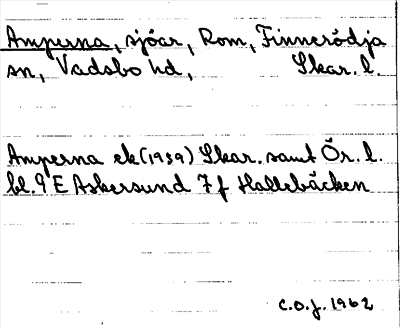 Amperna, sjöar, Rom, Finnerödja
sn, Vadsbo hd, Skar. l.
Amperna ek (1959) Skar. samt Ör. l.
bl. 9 E Askersund 7 f Hallebäcken
C.O.J. 1962